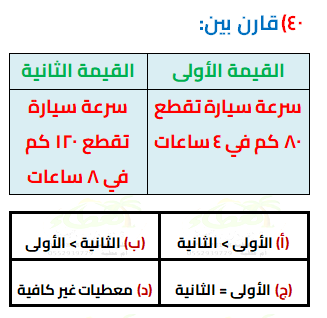 ٤٠) قارن بين:
القيمة الأولى
القيمة الثانية
سرعة سيارة تقطع
٨٠ كم في ٤ ساعات
سرعة سيارة
تقطع ١٢٠ كم
في ٨ ساعات
(أ) الأولى > الثانية
(ب) الثانية > الأولى
(ج) الأولى = الثانية
(د) معطيات غير كافية